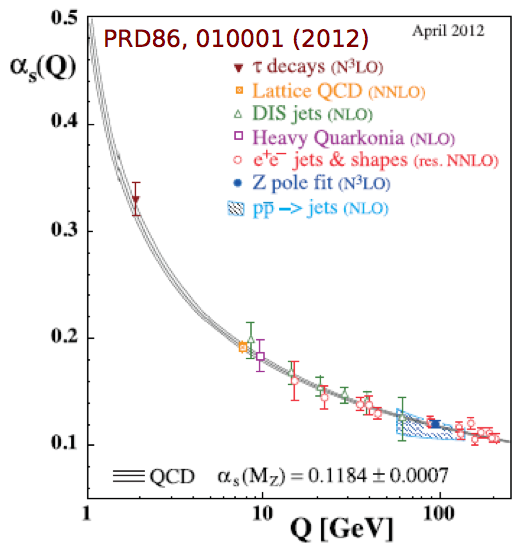 PRD86, 010001 (2012)
April 2012
αs(Q)
τ decays (N³LO)
Lattice QCD (NNLO)
DIS jets (NLO)
Heavy Quarkonia (NLO)
e⁺e⁻ jets & shapes (res. NNLO)
Z pole fit (N³LO)
pp̅ –> jets (NLO)
0.5
0.4
0.3
0.2
0.1
QCD αs(MZ) = 0.1184 ± 0.0007
1 10 100
Q [GeV]